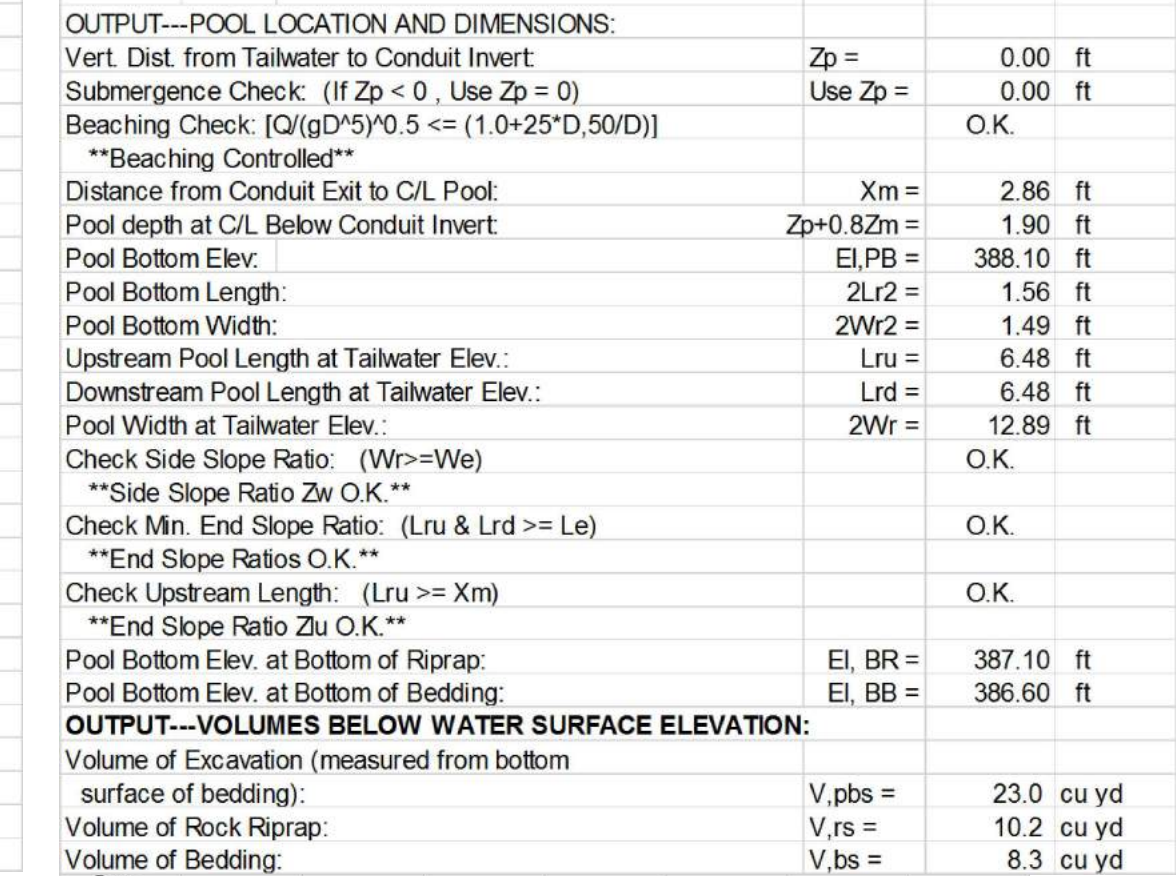 OUTPUT---POOL LOCATION AND DIMENSIONS:
Vert. Dist. from Tailwater to Conduit Invert: Zp = 0.00 ft
Submergence Check: (If Zp < 0 , Use Zp = 0) Use Zp = 0.00 ft
Beaching Check: [Q/(gD^5)^0.5 <= (1.0+25*D,50/D)] O.K.
**Beaching Controlled**
Distance from Conduit Exit to C/L Pool: Xm = 2.86 ft
Pool depth at C/L Below Conduit Invert: Zp+0.8Zm = 1.90 ft
Pool Bottom Elev: El,PB = 388.10 ft
Pool Bottom Length: 2Lr2 = 1.56 ft
Pool Bottom Width: 2Wr2 = 1.49 ft
Upstream Pool Length at Tailwater Elev.: Lru = 6.48 ft
Downstream Pool Length at Tailwater Elev.: Lrd = 6.48 ft
Pool Width at Tailwater Elev.: 2Wr = 12.89 ft
Check Side Slope Ratio: (Wr>=We) O.K.
**Side Slope Ratio Zw O.K.**
Check Min. End Slope Ratio: (Lru & Lrd >= Le) O.K.
**End Slope Ratios O.K.**
Check Upstream Length: (Lru >= Xm) O.K.
**End Slope Ratio Zlu O.K.**
Pool Bottom Elev. at Bottom of Riprap: El, BR = 387.10 ft
Pool Bottom Elev. at Bottom of Bedding: El, BB = 386.60 ft
OUTPUT---VOLUMES BELOW WATER SURFACE ELEVATION:
Volume of Excavation (measured from bottom
surface of bedding): V,pbs = 23.0 cu yd
Volume of Rock Riprap: V,rs = 10.2 cu yd
Volume of Bedding: V,bs = 8.3 cu yd